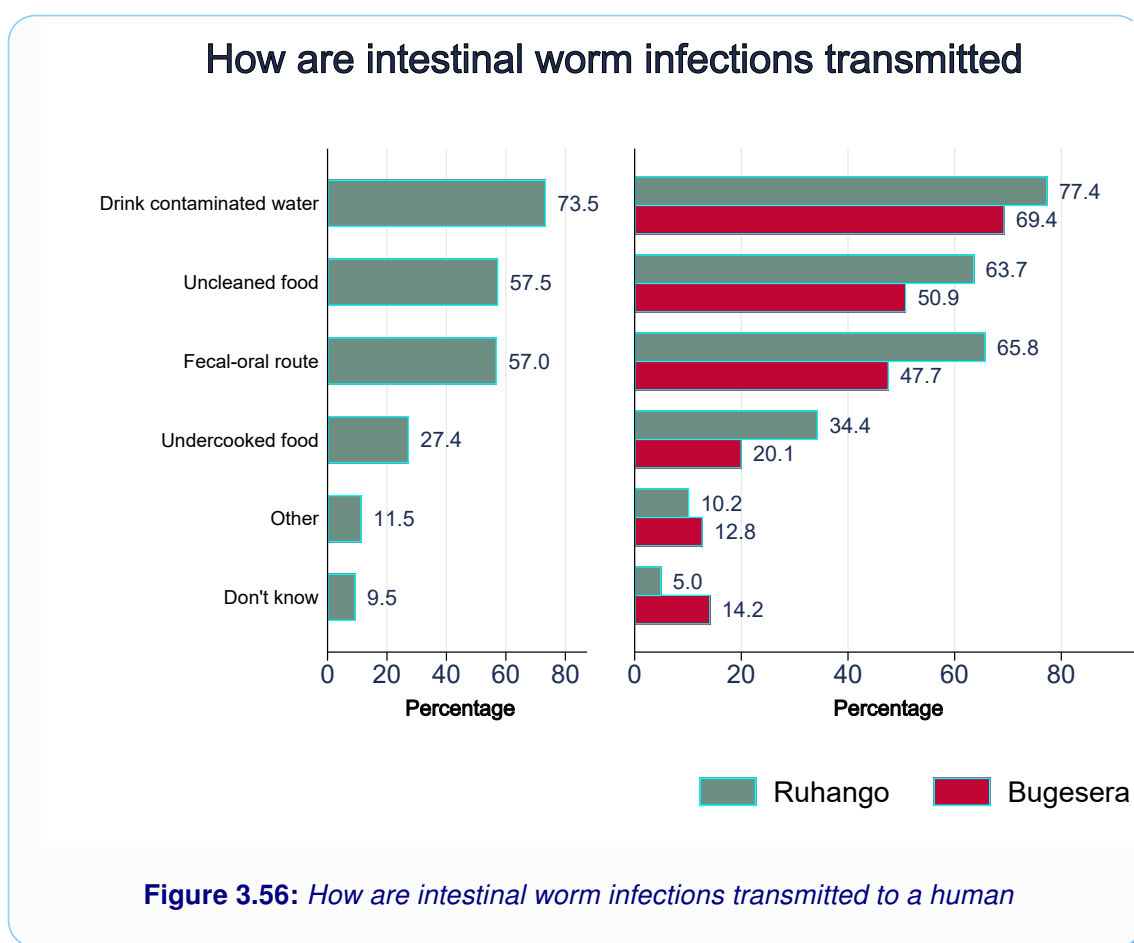 How are intestinal worm infections transmitted
Drink contaminated water
73.5
77.4
69.4
Uncleaned food
57.5
63.7
50.9
Fecal-oral route
57.0
65.8
47.7
Undercooked food
27.4
34.4
20.1
Other
11.5
10.2
12.8
Don't know
9.5
5.0
14.2
0 20 40 60 80
Percentage
0 20 40 60 80
Percentage
Ruhango Bugesera
Figure 3.56: How are intestinal worm infections transmitted to a human